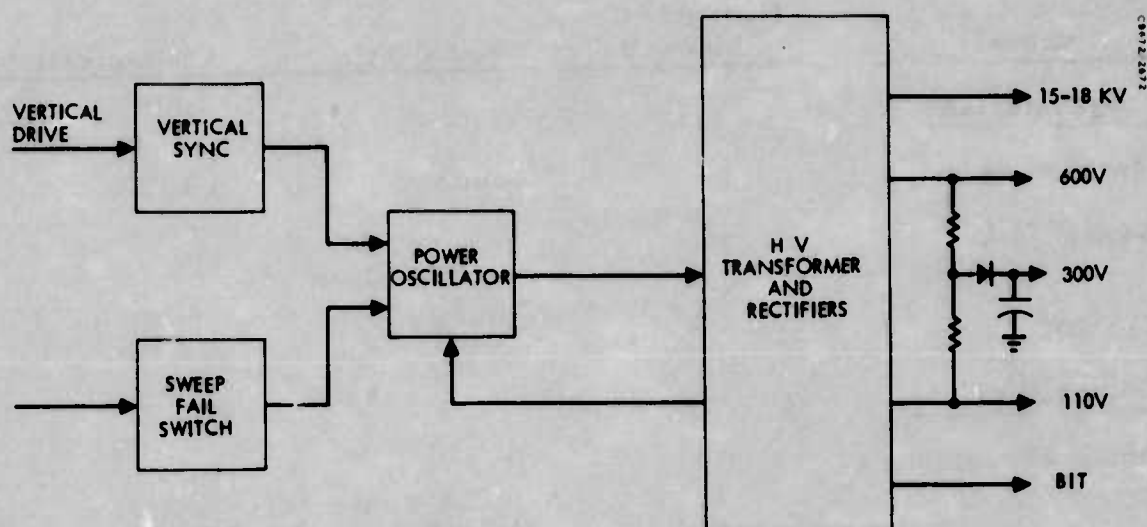 VERTICAL
DRIVE
VERTICAL
SYNC
SWEEP
FAIL
SWITCH
POWER
OSCILLATOR
H V
TRANSFORMER
AND
RECTIFIERS
15-18 KV
600V
300V
110V
BIT